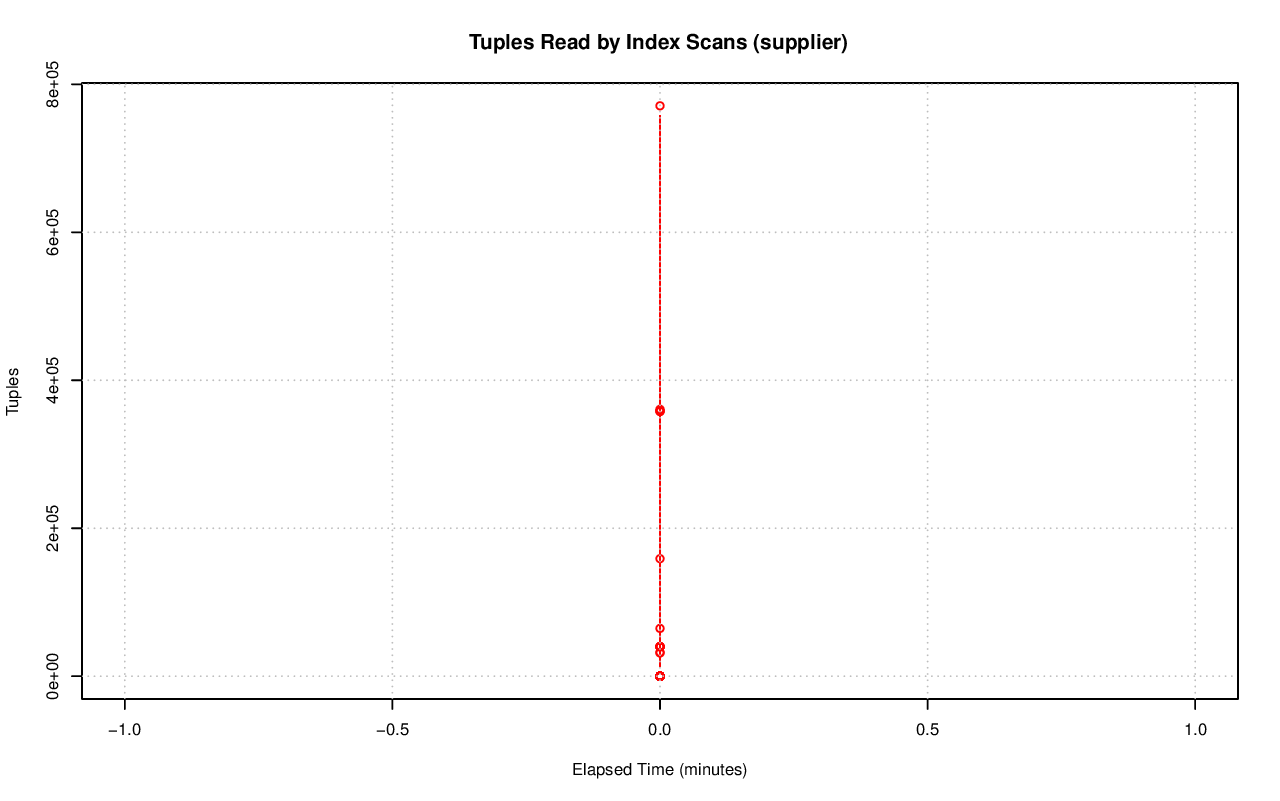 Tuples Read by Index Scans (supplier)
8e+05
6e+05
4e+05
2e+05
0e+00
Tuples
−1.0
−0.5
0.0
0.5
1.0
Elapsed Time (minutes)